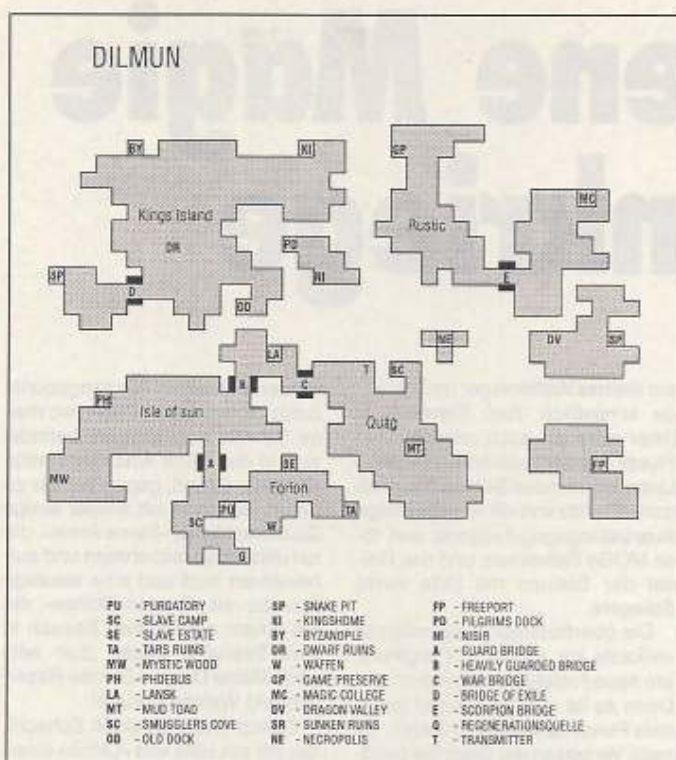 DILMUN
BY
KI
GP
MC
Kings Island
DR
Rustic
PD
NI
SP
D
OD
E
NE
DV
SP
LA
B
C
T
SC
PH
Isle of sun
Quag
MT
MW
A
SE
Forlon
FP
SC
PU
W
TA
Q
PU - PURGATORY
SC - SLAVE CAMP
SE - SLAVE ESTATE
TA - TARS RUINS
MW - MYSTIC WOOD
PH - PHOEBUS
LA - LANSK
MT - MUD TOAD
SC - SMUGGLERS COVE
OD - OLD DOCK
SP - SNAKE PIT
KI - KINGSHOME
BY - BYZANOPLE
DR - DWARF RUINS
W - WAFFEN
GP - GAME PRESERVE
MC - MAGIC COLLEGE
DV - DRAGON VALLEY
SR - SUNKEN RUINS
NE - NECROPOLIS
FP - FREEPORT
PD - PILGRIMS DOCK
NI - NISIR
A - GUARD BRIDGE
B - HEAVILY GUARDED BRIDGE
C - WAR BRIDGE
D - BRIDGE OF EXILE
E - SCORPION BRIDGE
Q - REGENERATIONSQUELLE
T - TRANSMITTER